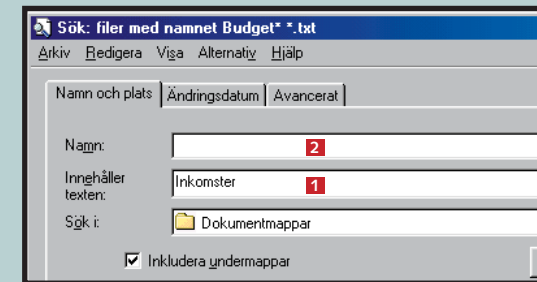 Sök: filer med namnet Budget* *.txt
Arkiv Redigera Visa Alternativ Hjälp
Namn och plats Ändringsdatum Avancerat
Namn: 2
Innehåller
texten: Inkomster 1
Sök i: Dokumentmappar
Inkludera undermappar